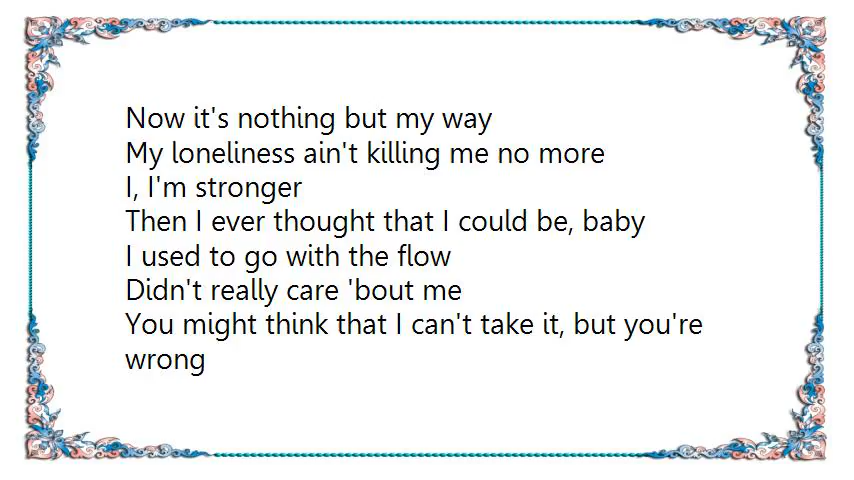 Now it's nothing but my way
My loneliness ain't killing me no more
I, I'm stronger
Then I ever thought that I could be, baby
I used to go with the flow
Didn't really care 'bout me
You might think that I can't take it, but you're
wrong